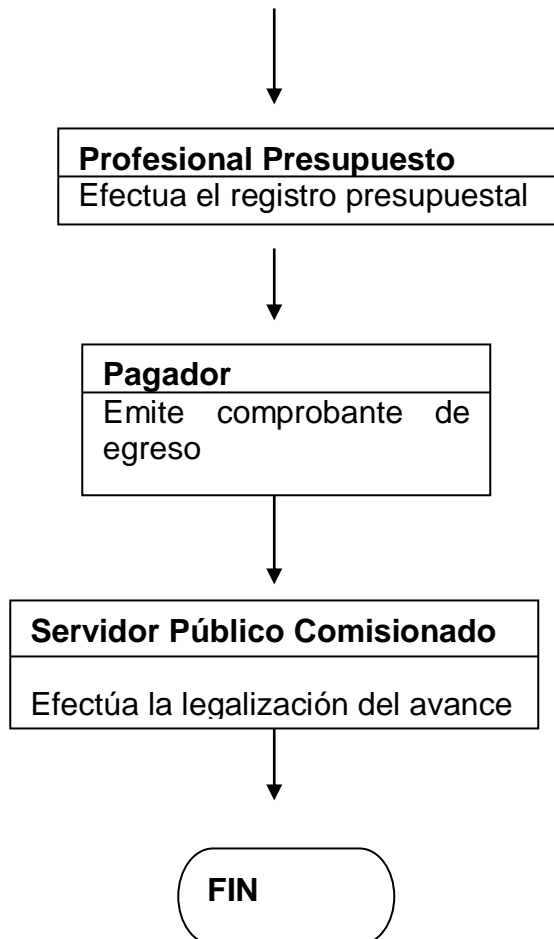 Profesional Presupuesto
Efectua el registro presupuestal
Pagador
Emite comprobante de
egreso
Servidor Público Comisionado
Efectúa la legalización del avance
FIN